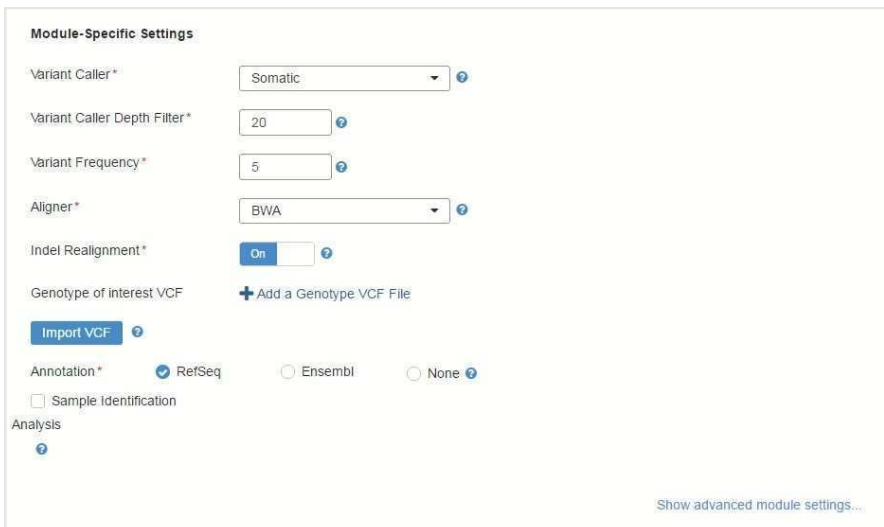 Module-Specific Settings
Variant Caller* Somatic
Variant Caller Depth Filter* 20
Variant Frequency* 5
Aligner* BWA
Indel Realignment* On
Genotype of interest VCF Add a Genotype VCF File
Import VCF
Annotation* RefSeq Ensembl None
Sample Identification
Analysis
Show advanced module settings...